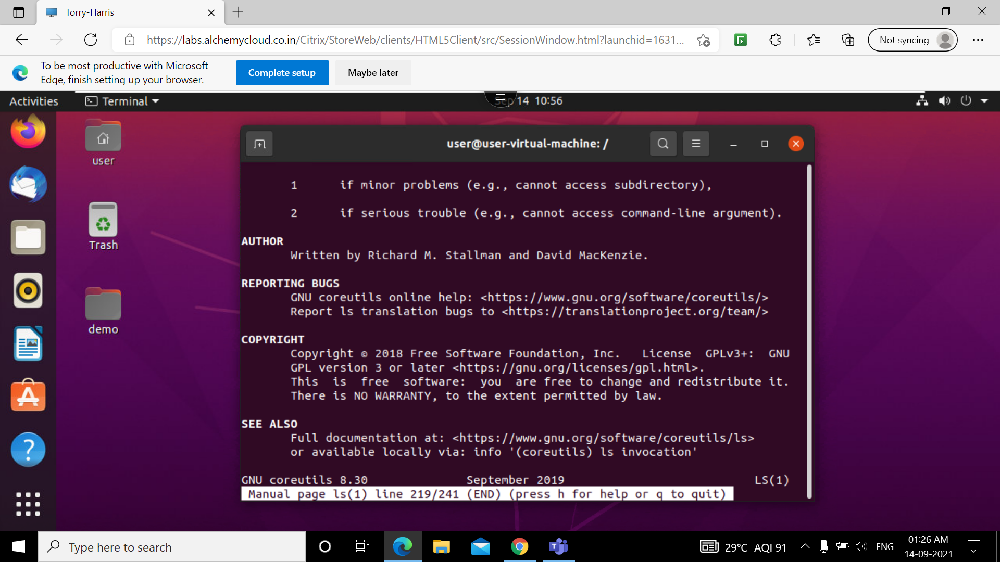 Torry-Harris
https://labs.alchemycloud.co.in/Citrix/StoreWeb/clients/HTML5Client/src/SessionWindow.html?launchid=1631...
Not syncing
To be most productive with Microsoft
Edge, finish setting up your browser.
Complete setup
Maybe later
Activities
Terminal
Sep 14 10:56
user
Trash
demo
user@user-virtual-machine: /
1 if minor problems (e.g., cannot access subdirectory),
2 if serious trouble (e.g., cannot access command-line argument).
AUTHOR
Written by Richard M. Stallman and David MacKenzie.
REPORTING BUGS
GNU coreutils online help: <https://www.gnu.org/software/coreutils/>
Report ls translation bugs to <https://translationproject.org/team/>
COPYRIGHT
Copyright © 2018 Free Software Foundation, Inc. License GPLv3+: GNU
GPL version 3 or later <https://gnu.org/licenses/gpl.html>.
This is free software: you are free to change and redistribute it.
There is NO WARRANTY, to the extent permitted by law.
SEE ALSO
Full documentation at: <https://www.gnu.org/software/coreutils/ls>
or available locally via: info '(coreutils) ls invocation'
GNU coreutils 8.30 September 2019 LS(1)
Manual page ls(1) line 219/241 (END) (press h for help or q to quit)
Type here to search
29°C AQI 91
ENG
01:26 AM
14-09-2021